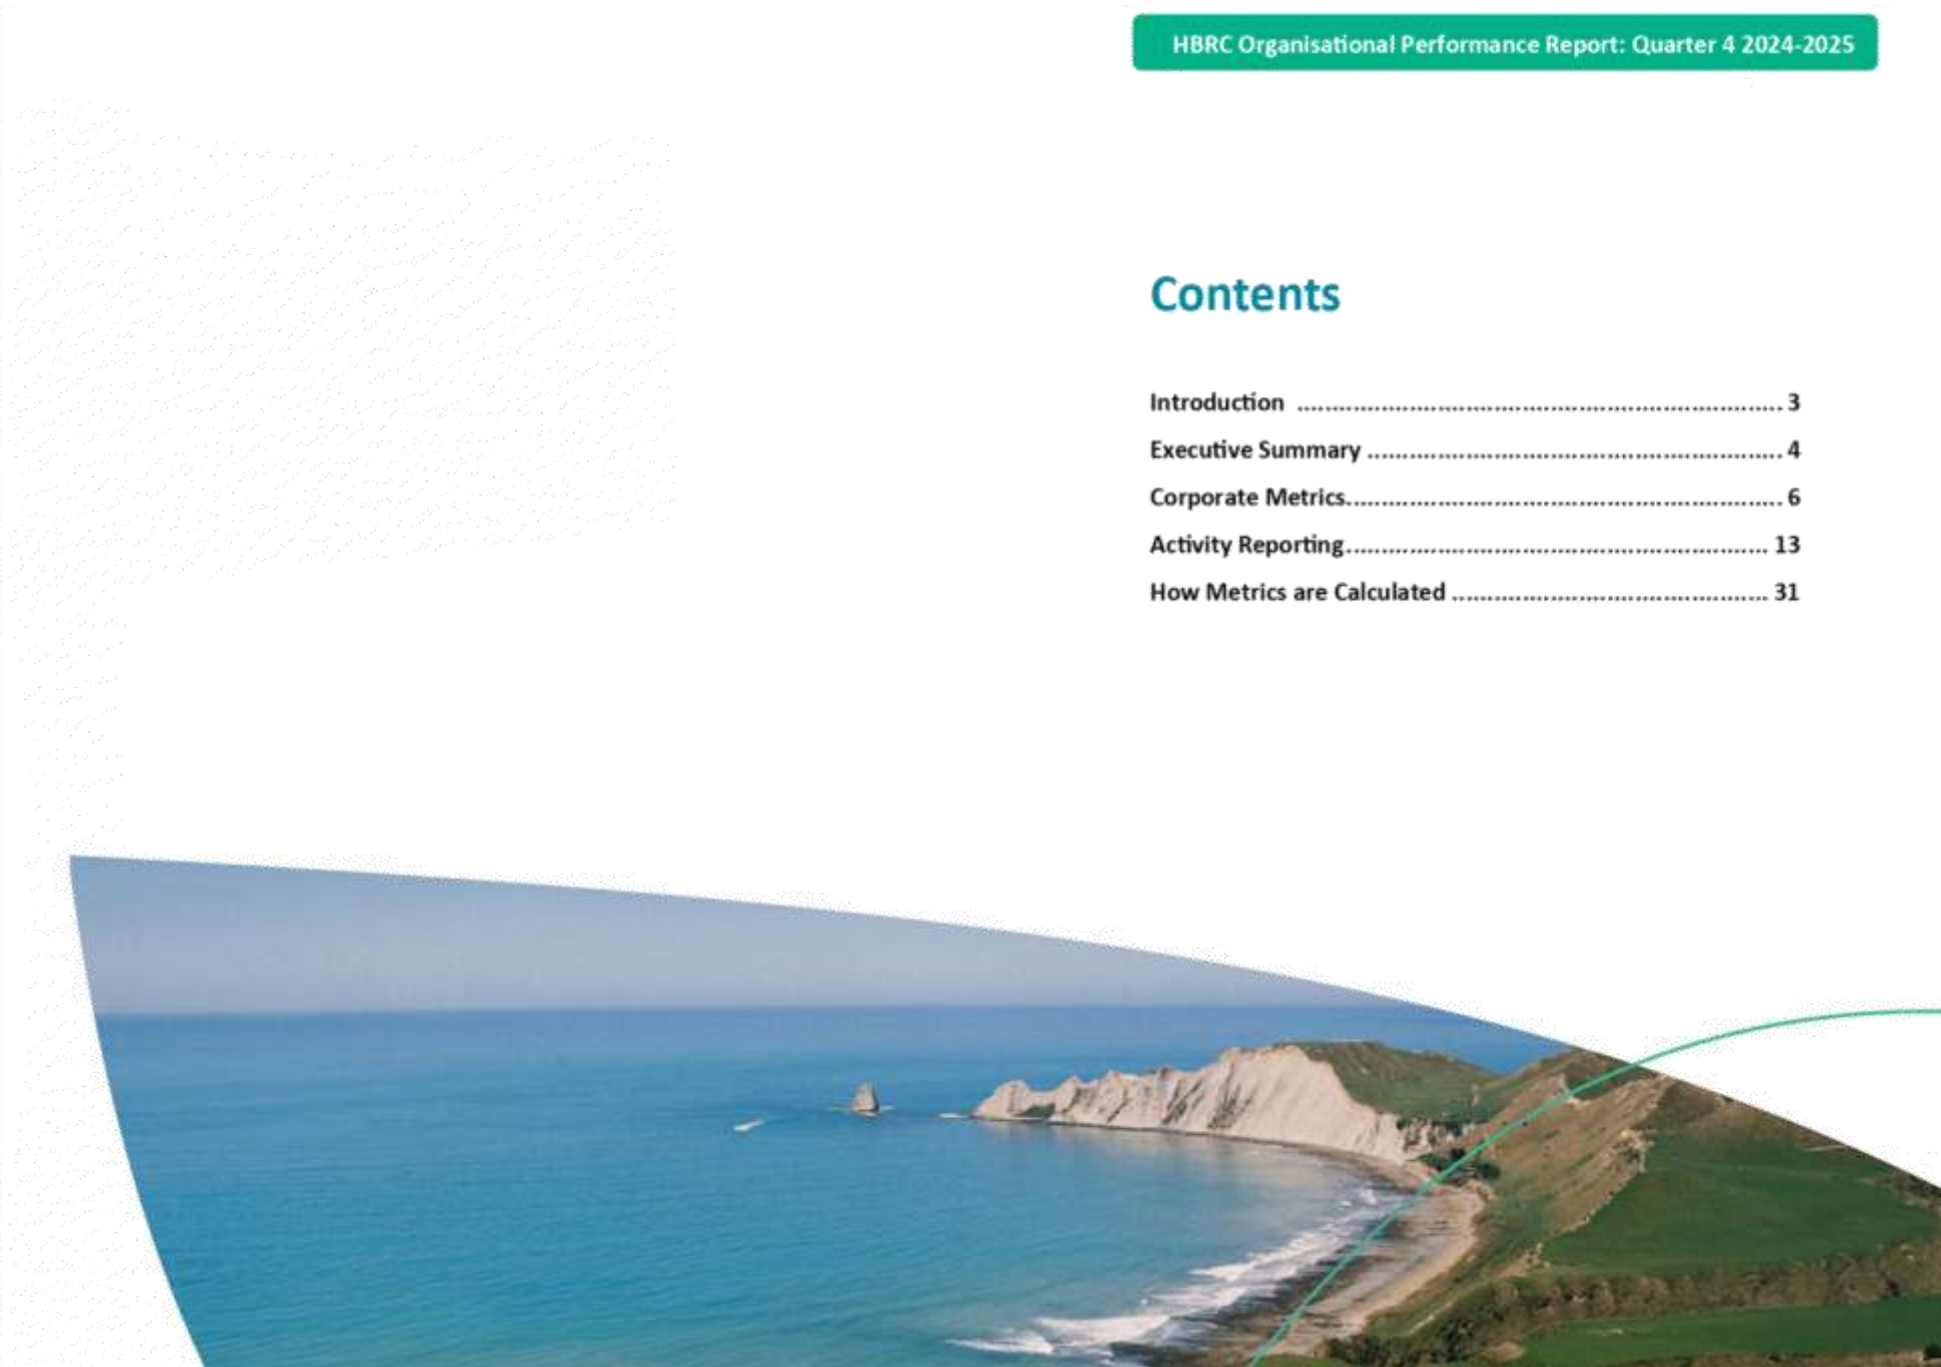 HBRC Organisational Performance Report: Quarter 4 2024-2025
Contents
Introduction ..................................................................... 3
Executive Summary ........................................................... 4
Corporate Metrics.............................................................. 6
Activity Reporting............................................................ 13
How Metrics are Calculated ............................................. 31